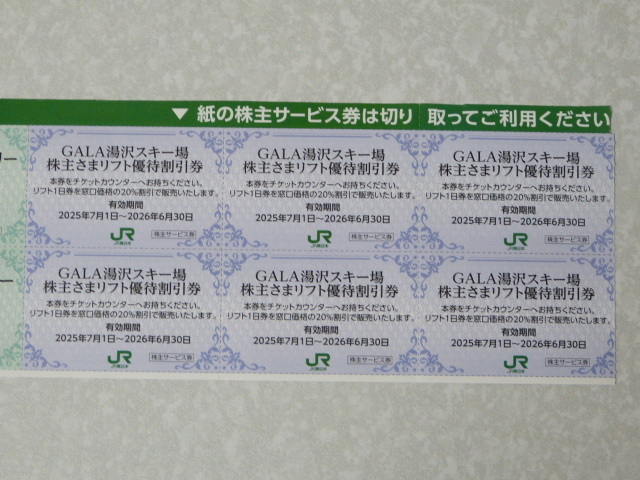 ▼ 紙の株主サービス券は切り 取ってご利用ください
GALA湯沢スキー場
株主さまリフト優待割引券
本券をチケットカウンターへお持ちください。
リフト1日券を窓口価格の20%割引で販売いたします。
有効期間
2025年7月1日～2026年6月30日
JR
JR東日本
株主サービス券
GALA湯沢スキー場
株主さまリフト優待割引券
本券をチケットカウンターへお持ちください。
リフト1日券を窓口価格の20%割引で販売いたします。
有効期間
2025年7月1日～2026年6月30日
JR
JR東日本
株主サービス券
GALA湯沢スキー場
株主さまリフト優待割引券
本券をチケットカウンターへお持ちください。
リフト1日券を窓口価格の20%割引で販売いたします。
有効期間
2025年7月1日～2026年6月30日
JR
JR東日本
株主サービス券
GALA湯沢スキー場
株主さまリフト優待割引券
本券をチケットカウンターへお持ちください。
リフト1日券を窓口価格の20%割引で販売いたします。
有効期間
2025年7月1日～2026年6月30日
JR
JR東日本
株主サービス券
GALA湯沢スキー場
株主さまリフト優待割引券
本券をチケットカウンターへお持ちください。
リフト1日券を窓口価格の20%割引で販売いたします。
有効期間
2025年7月1日～2026年6月30日
JR
JR東日本
株主サービス券
GALA湯沢スキー場
株主さまリフト優待割引券
本券をチケットカウンターへお持ちください。
リフト1日券を窓口価格の20%割引で販売いたします。
有効期間
2025年7月1日～2026年6月30日
JR
JR東日本
株主サービス券